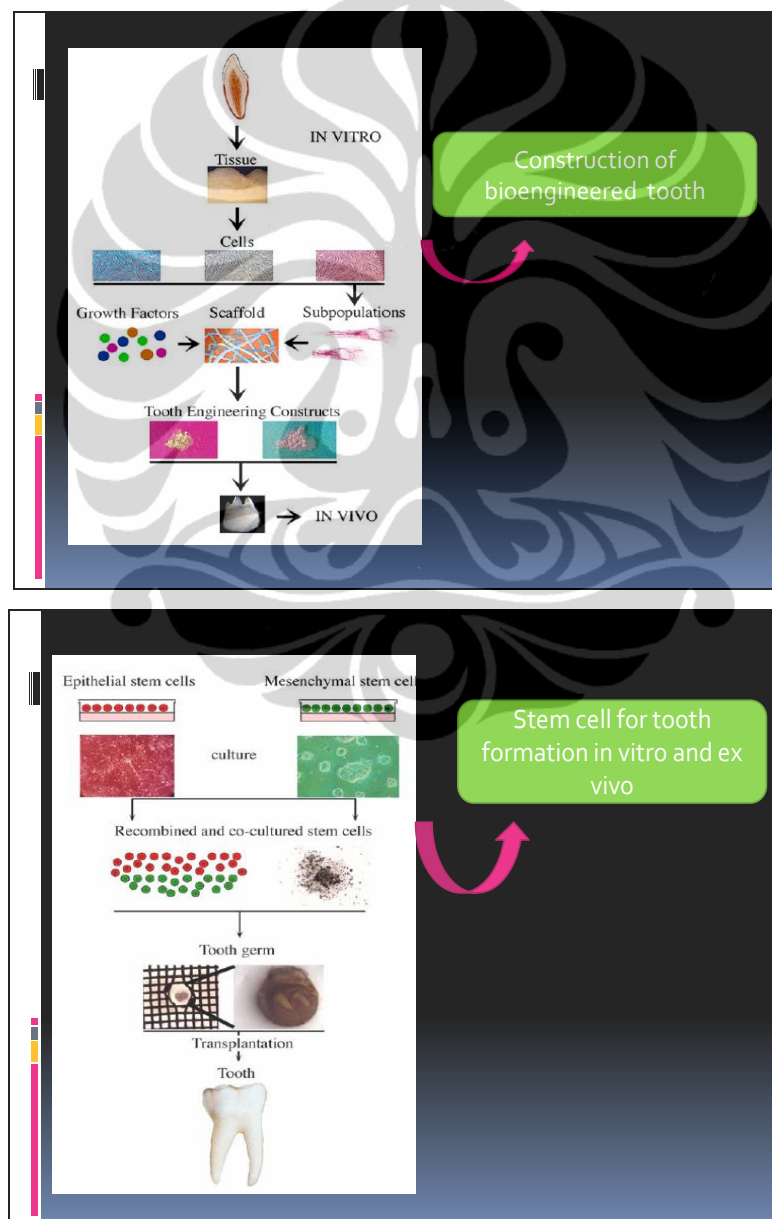 IN VITRO
Tissue
Cells
Growth Factors
Scaffold
Subpopulations
Tooth Engineering Constructs
IN VIVO
Construction of
bioengineered tooth
Epithelial stem cells
Mesenchymal stem cell
culture
Recombined and co-cultured stem cells
Tooth germ
Transplantation
Tooth
Stem cell for tooth
formation in vitro and ex
vivo